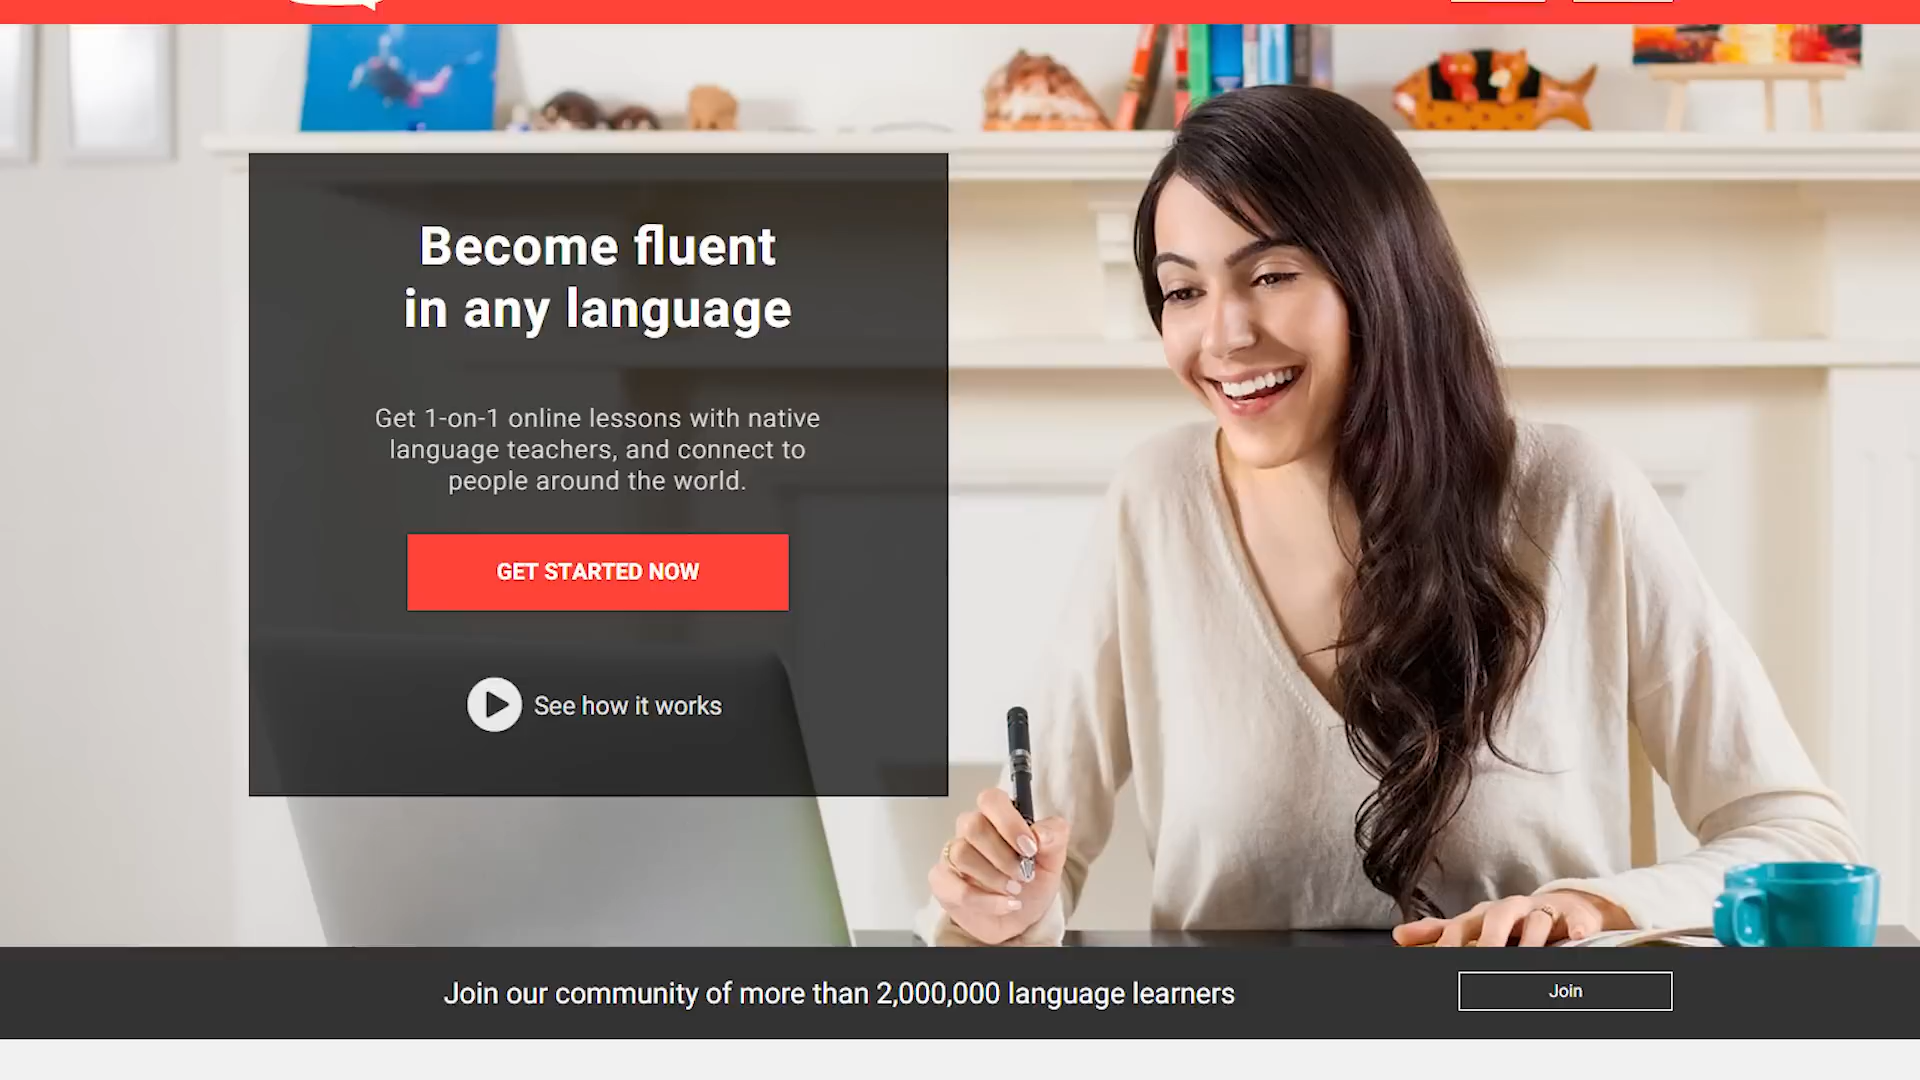 Become fluent
in any language
Get 1-on-1 online lessons with native
language teachers, and connect to
people around the world.
GET STARTED NOW
See how it works
Join our community of more than 2,000,000 language learners
Join